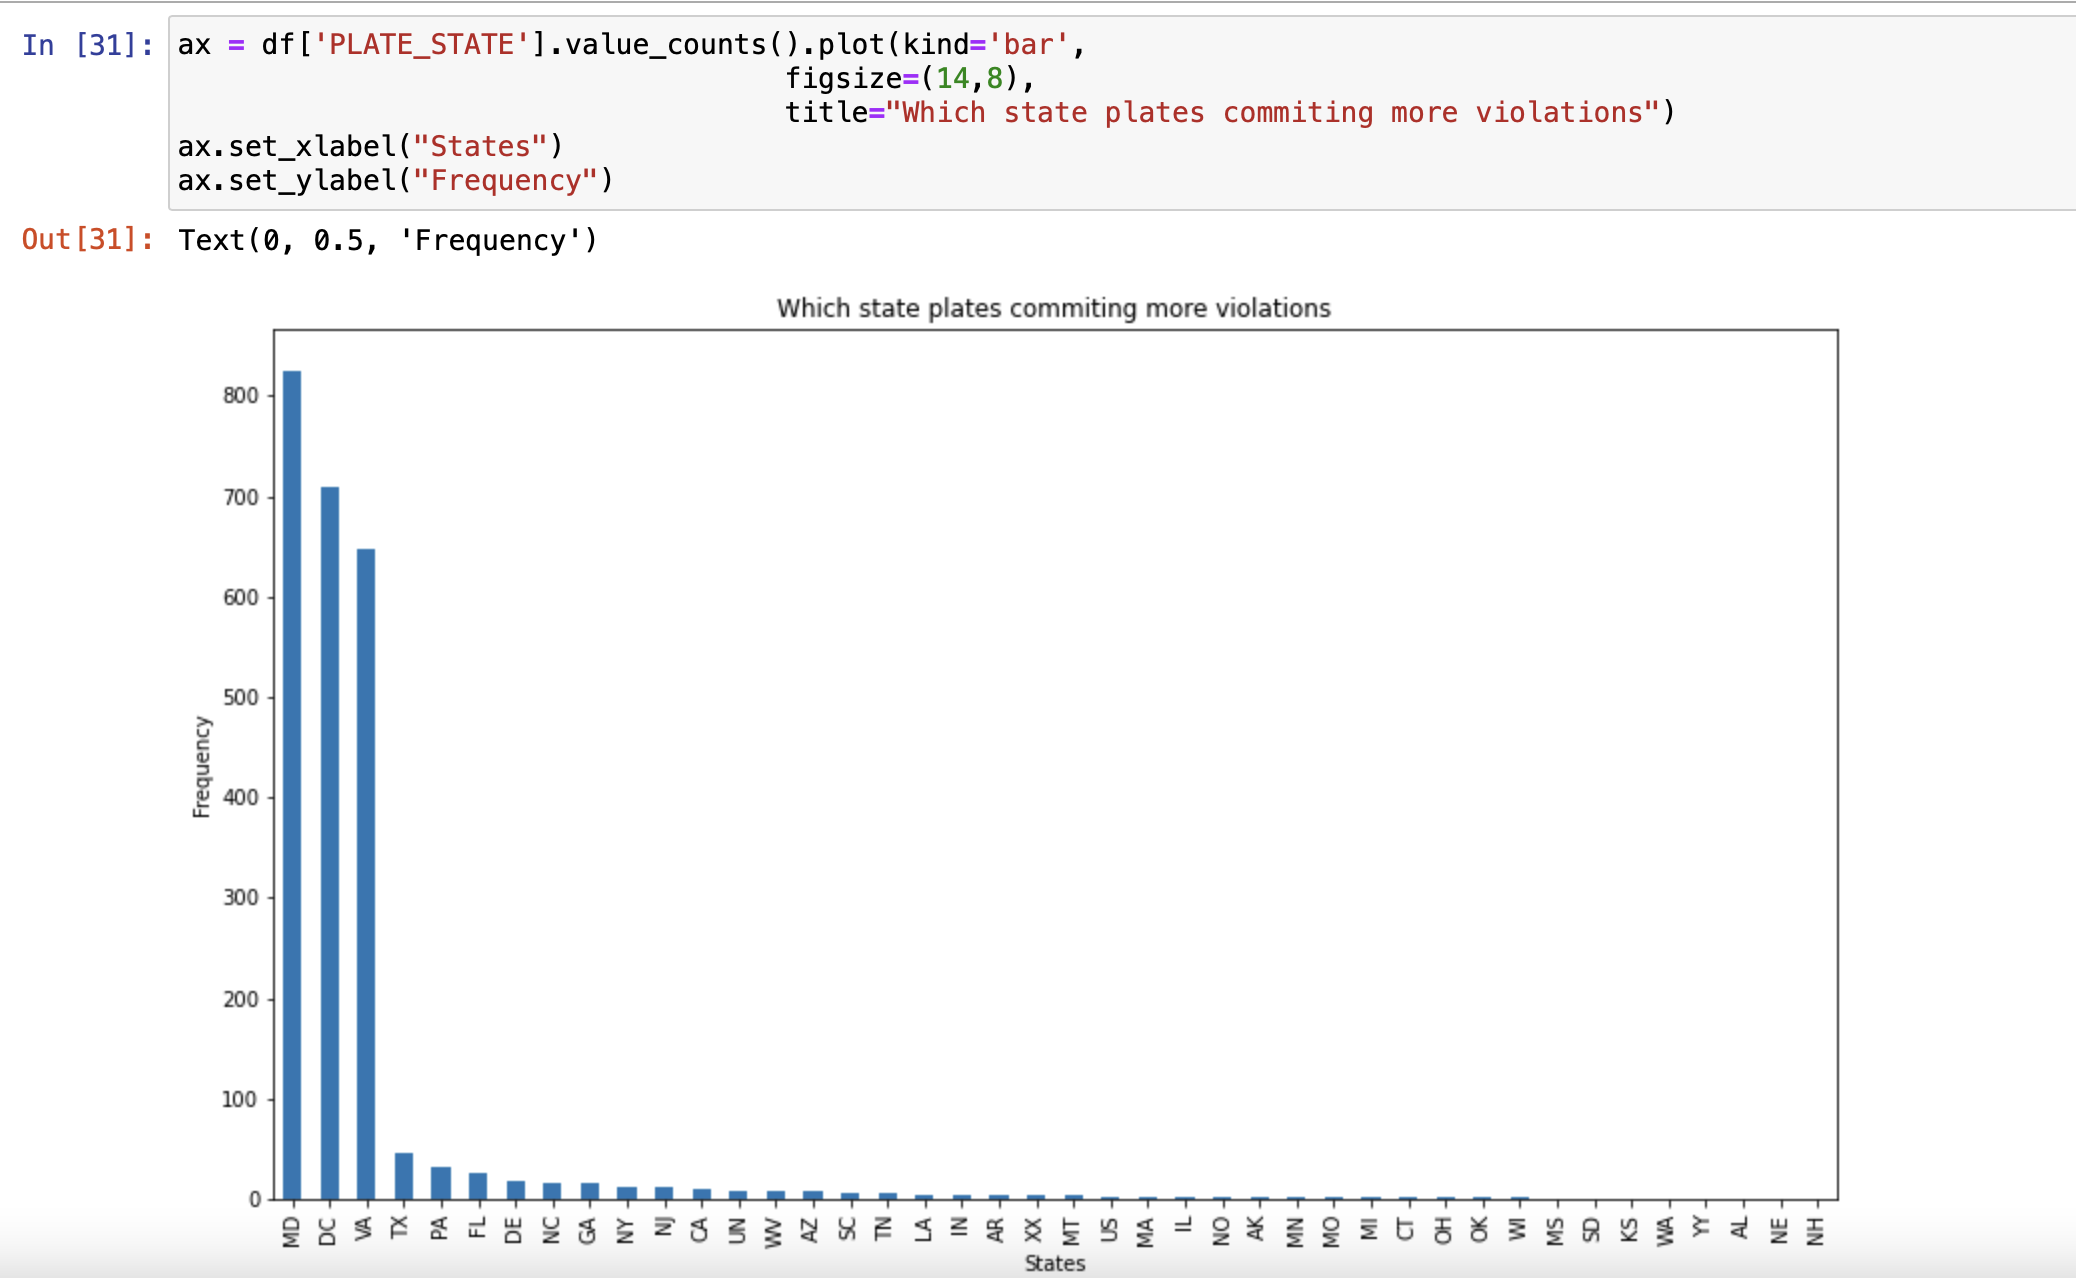 In [31]: ax = df['PLATE_STATE'].value_counts().plot(kind='bar',
figsize=(14,8),
title="Which state plates commiting more violations")
ax.set_xlabel("States")
ax.set_ylabel("Frequency")
Out[31]: Text(0, 0.5, 'Frequency')
Which state plates commiting more violations
800
700
600
500
400
300
200
100
0
Frequency
MD DC VA TX PA FL DE NC GA NY NJ CA UN WV AZ SC TN LA IN AR XX MT US MA IL NO AK MN MO MI CT OH OK WI MS SD KS WA YY AL NE NH
States